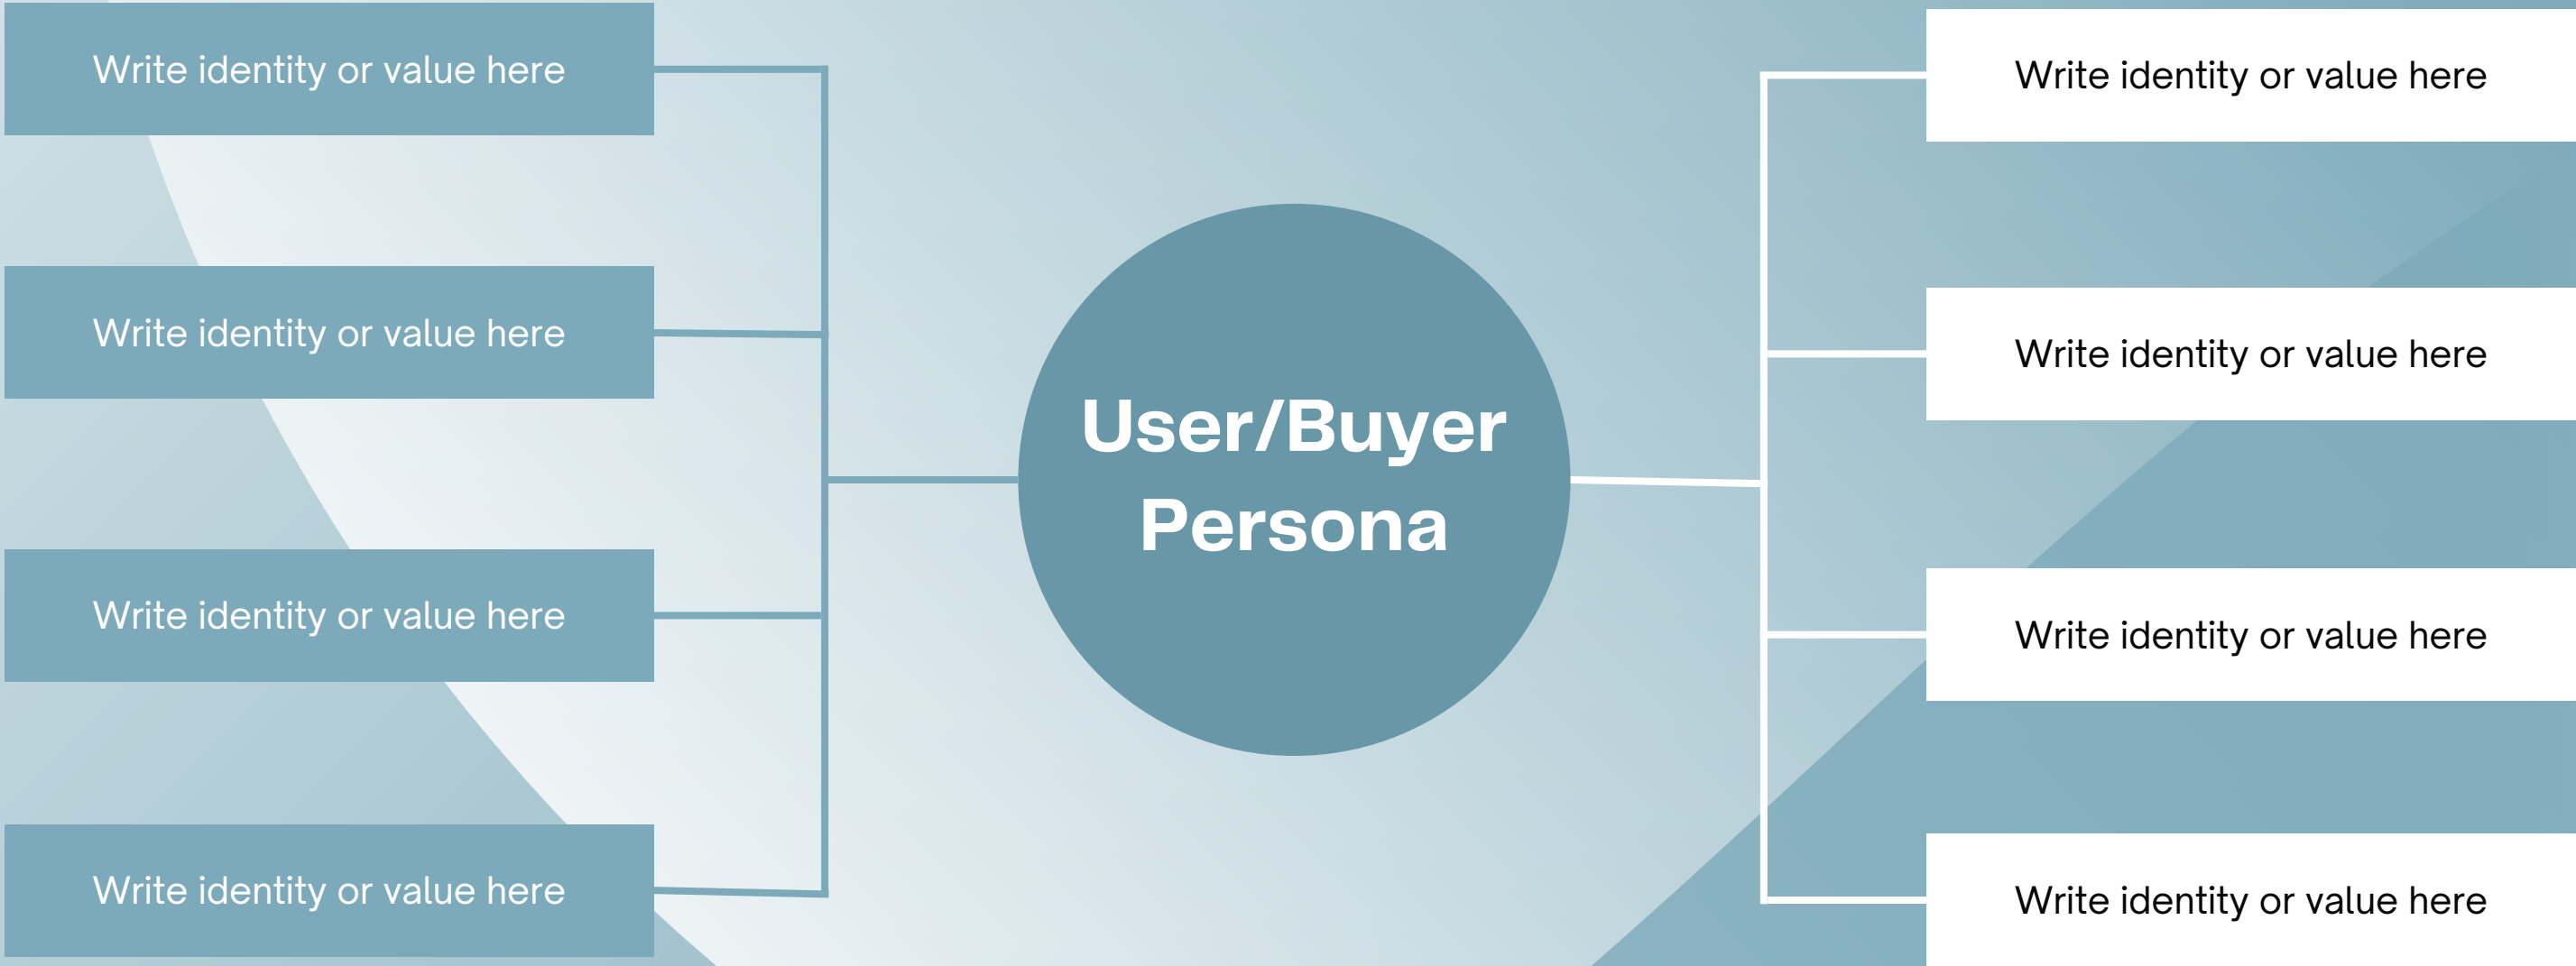 Write identity or value here
Write identity or value here
Write identity or value here
Write identity or value here
User/Buyer
Persona
Write identity or value here
Write identity or value here
Write identity or value here
Write identity or value here